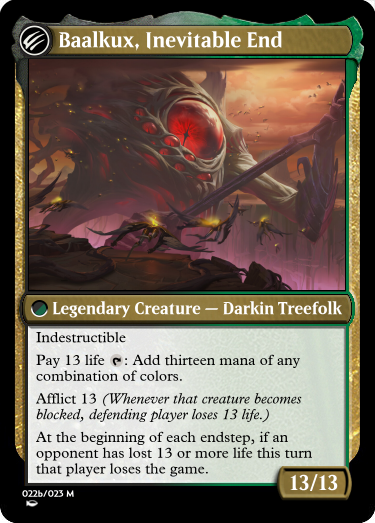 Baalkux, Inevitable End
Legendary Creature — Darkin Treefolk
Indestructible
Pay 13 life : Add thirteen mana of any
combination of colors.
Afflict 13 (Whenever that creature becomes
blocked, defending player loses 13 life.)
At the beginning of each endstep, if an
opponent has lost 13 or more life this turn
that player loses the game.
13/13
022b/023 M